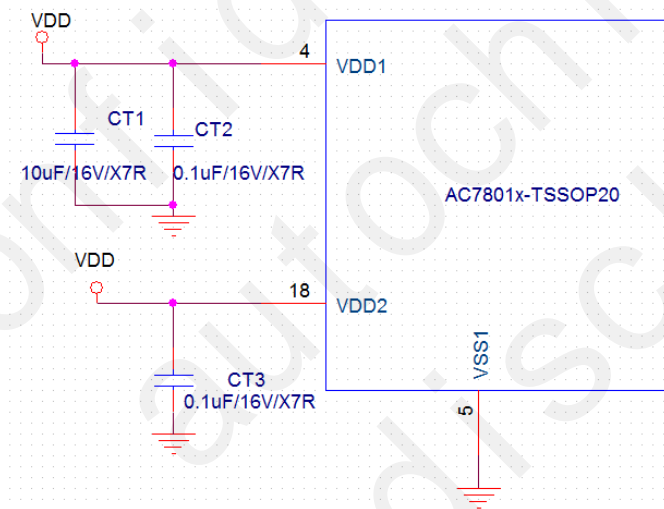 VDD
4
VDD1
CT1
CT2
10uF/16V/X7R
0.1uF/16V/X7R
AC7801x-TSSOP20
VDD
18
VDD2
VSS1
CT3
0.1uF/16V/X7R
5